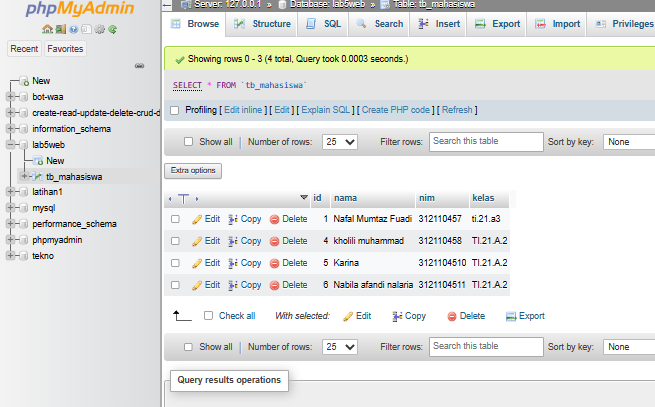 phpMyAdmin
Recent Favorites
New
bot-waa
create-read-update-delete-crud-d
information_schema
lab5web
New
tb_mahasiswa
latihan1
mysql
performance_schema
phpmyadmin
tekno
Server: 127.0.0.1 » Database: lab5web » Table: tb_mahasiswa
Browse Structure SQL Search Insert Export Import Privileges
Showing rows 0 - 3 (4 total, Query took 0.0003 seconds.)
SELECT * FROM `tb_mahasiswa`
Profiling [ Edit inline ] [ Edit ] [ Explain SQL ] [ Create PHP code ] [ Refresh ]
Show all Number of rows: 25 Filter rows: Search this table Sort by key: None
Extra options
id nama nim kelas
Edit Copy Delete 1 Nafal Mumtaz Fuadi 312110457 ti.21.a3
Edit Copy Delete 4 kholili muhammad 312110458 TI.21.A.2
Edit Copy Delete 5 Karina 3121104510 TI.21.A.2
Edit Copy Delete 6 Nabila afandi nalaria 3121104511 TI.21.A.2
Check all With selected: Edit Copy Delete Export
Show all Number of rows: 25 Filter rows: Search this table Sort by key: None
Query results operations